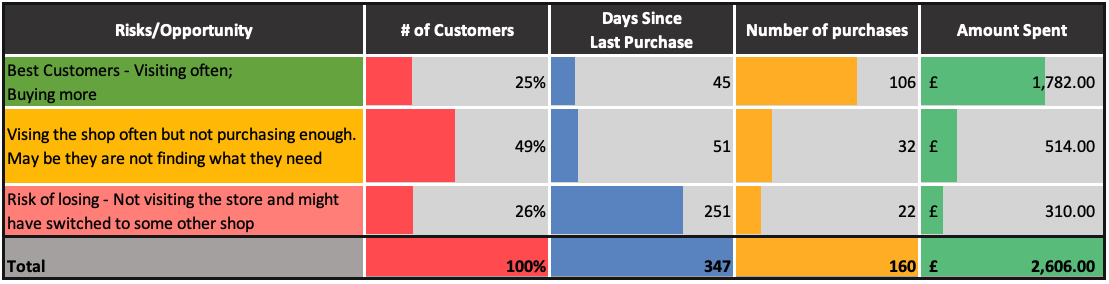 Risks/Opportunity # of Customers Days Since Last Purchase Number of purchases Amount Spent
Best Customers - Visiting often;
Buying more 25% 45 106 £ 1,782.00
Vising the shop often but not purchasing enough.
May be they are not finding what they need 49% 51 32 £ 514.00
Risk of losing - Not visiting the store and might
have switched to some other shop 26% 251 22 £ 310.00
Total 100% 347 160 £ 2,606.00